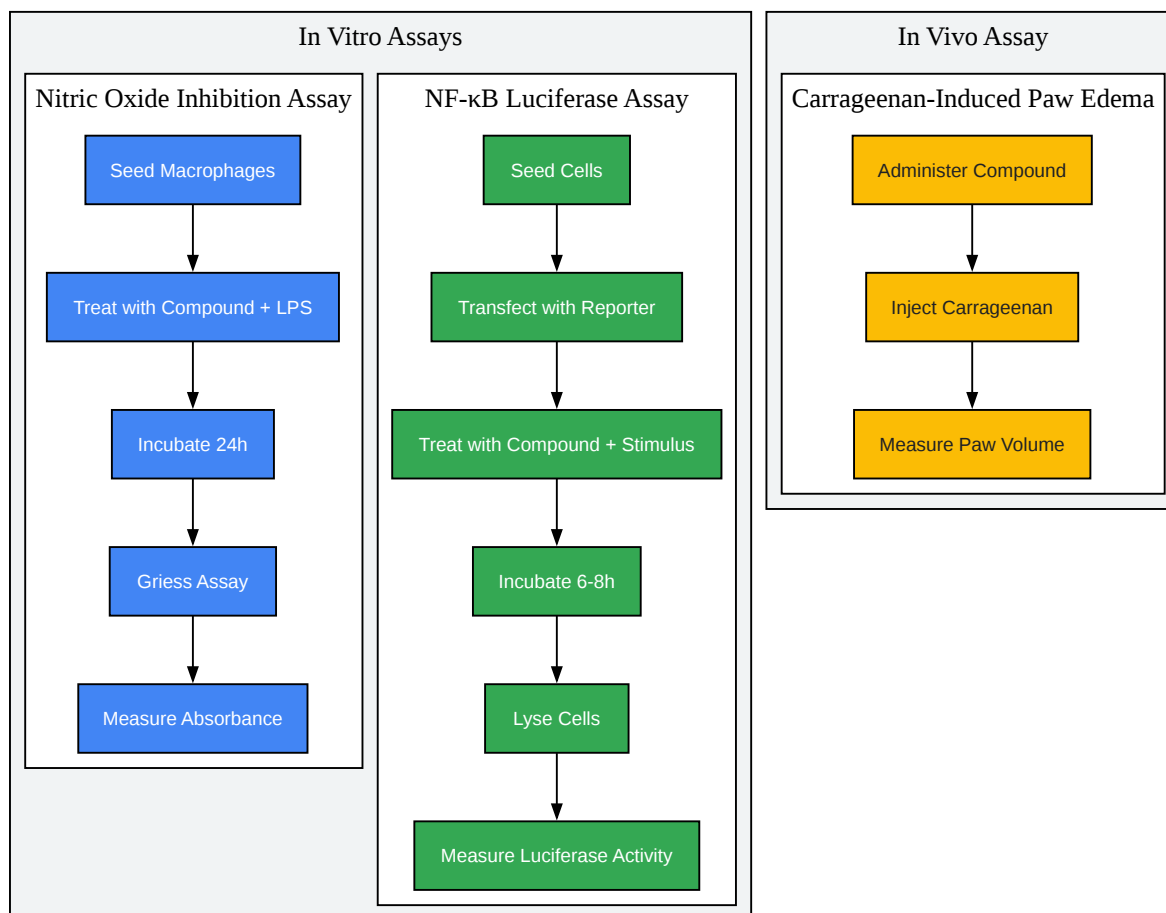 In Vitro Assays
Nitric Oxide Inhibition Assay
Seed Macrophages
Treat with Compound + LPS
Incubate 24h
Griess Assay
Measure Absorbance
NF-κB Luciferase Assay
Seed Cells
Transfect with Reporter
Treat with Compound + Stimulus
Incubate 6-8h
Lyse Cells
Measure Luciferase Activity
In Vivo Assay
Carrageenan-Induced Paw Edema
Administer Compound
Inject Carrageenan
Measure Paw Volume